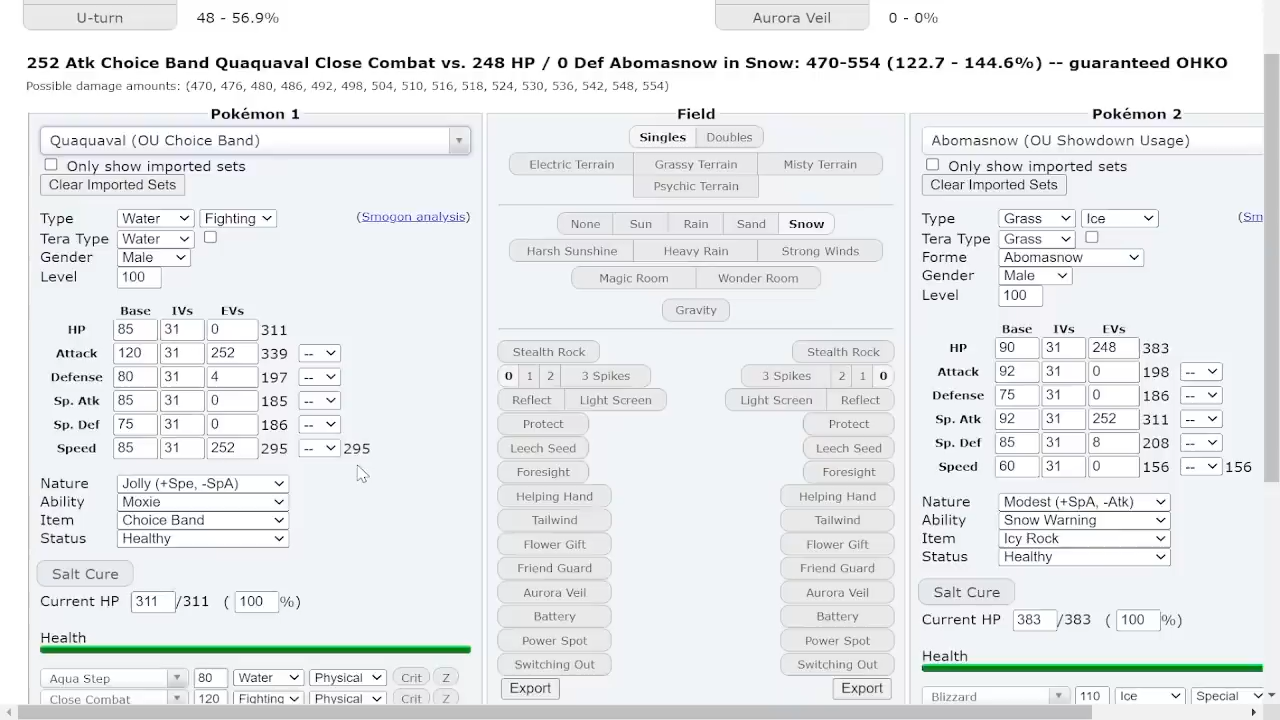 U-turn 48 - 56.9% Aurora Veil 0 - 0%
252 Atk Choice Band Quaquaval Close Combat vs. 248 HP / 0 Def Abomasnow in Snow: 470-554 (122.7 - 144.6%) -- guaranteed OHKO
Possible damage amounts: (470, 476, 480, 486, 492, 498, 504, 510, 516, 518, 524, 530, 536, 542, 548, 554)
Pokémon 1
Quaquaval (OU Choice Band)
Only show imported sets
Clear Imported Sets
Type Water Fighting (Smogon analysis)
Tera Type Water
Gender Male
Level 100
Base IVs EVs
HP 85 31 0 311
Attack 120 31 252 339 --
Defense 80 31 4 197 --
Sp. Atk 85 31 0 185 --
Sp. Def 75 31 0 186 --
Speed 85 31 252 295 -- 295
Nature Jolly (+Spe, -SpA)
Ability Moxie
Item Choice Band
Status Healthy
Salt Cure
Current HP 311 /311 ( 100 %)
Health
Aqua Step 80 Water Physical Crit Z
Close Combat 120 Fighting Physical Crit Z
Field
Singles Doubles
Electric Terrain Grassy Terrain Misty Terrain
Psychic Terrain
None Sun Rain Sand Snow
Harsh Sunshine Heavy Rain Strong Winds
Magic Room Wonder Room
Gravity
Stealth Rock Stealth Rock
0 1 2 3 Spikes 3 Spikes 2 1 0
Reflect Light Screen Light Screen Reflect
Protect Protect
Leech Seed Leech Seed
Foresight Foresight
Helping Hand Helping Hand
Tailwind Tailwind
Flower Gift Flower Gift
Friend Guard Friend Guard
Aurora Veil Aurora Veil
Battery Battery
Power Spot Power Spot
Switching Out Switching Out
Export Export
Pokémon 2
Abomasnow (OU Showdown Usage)
Only show imported sets
Clear Imported Sets
Type Grass Ice (Sm
Tera Type Grass
Forme Abomasnow
Gender Male
Level 100
Base IVs EVs
HP 90 31 248 383
Attack 92 31 0 198 --
Defense 75 31 0 186 --
Sp. Atk 92 31 252 311 --
Sp. Def 85 31 8 208 --
Speed 60 31 0 156 -- 156
Nature Modest (+SpA, -Atk)
Ability Snow Warning
Item Icy Rock
Status Healthy
Salt Cure
Current HP 383 /383 ( 100 %)
Health
Blizzard 110 Ice Special